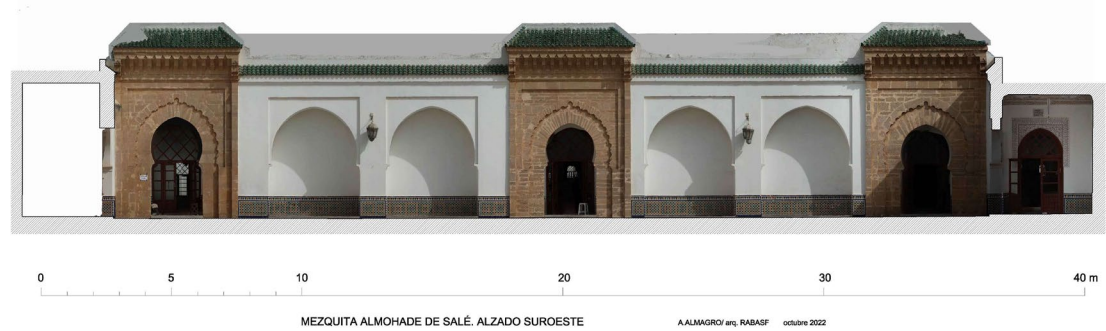 0 5 10 20 30 40 m
MEZQUITA ALMOHADE DE SALÉ. ALZADO SUROESTE A.ALMAGRO/ arq. RABASF octubre 2022